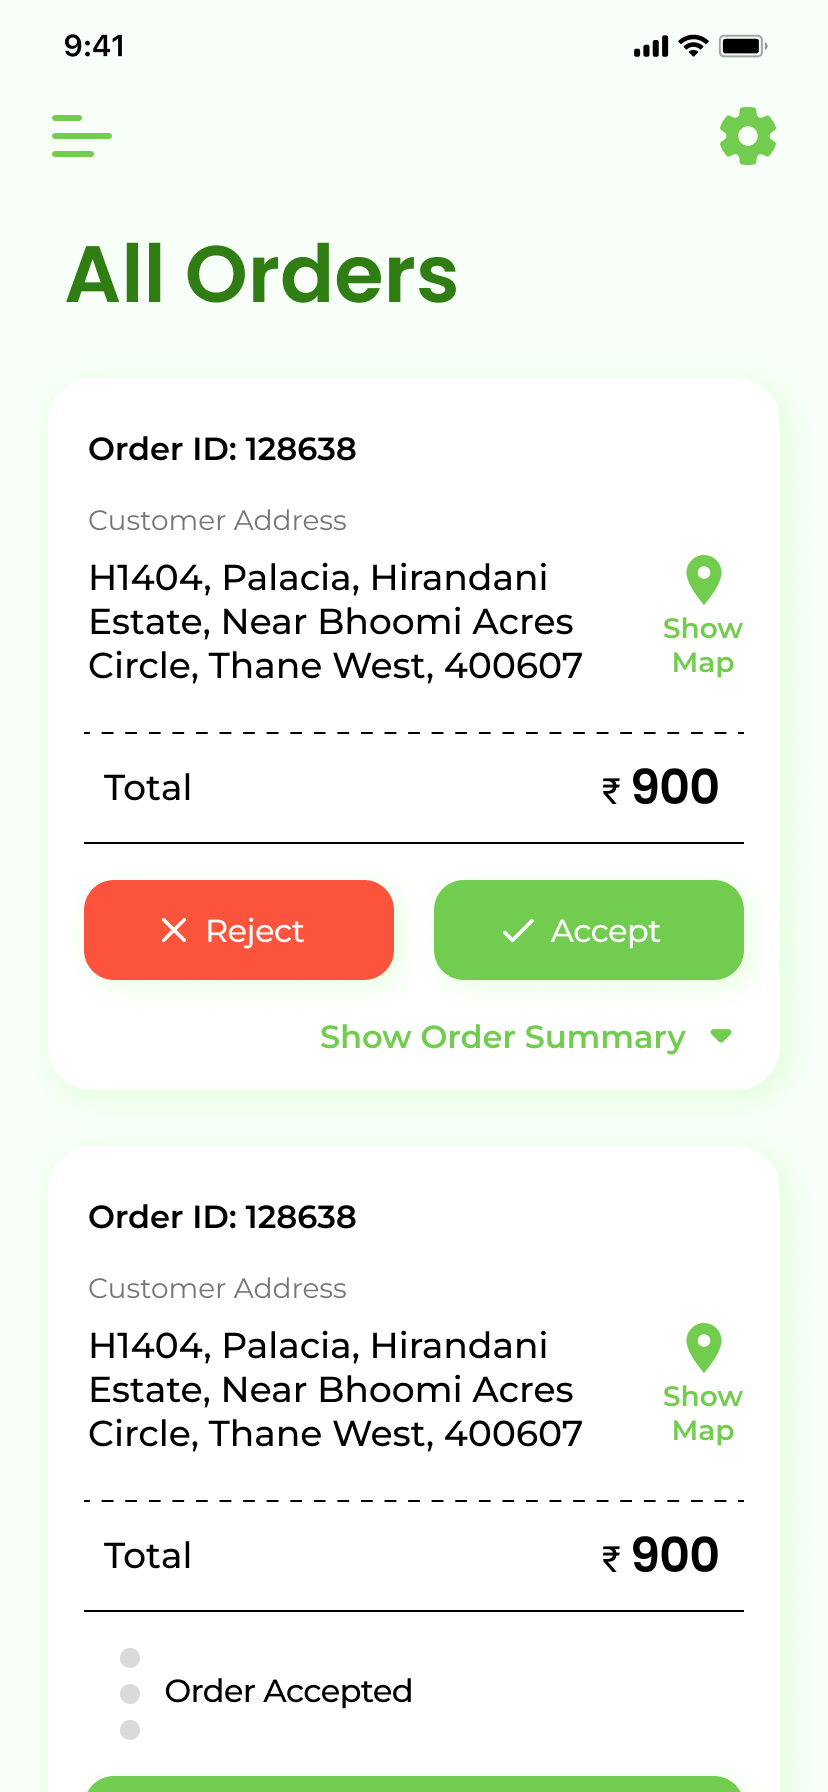 9:41
All Orders
Order ID: 128638
Customer Address
H1404, Palacia, Hirandani
Estate, Near Bhoomi Acres
Circle, Thane West, 400607
Show
Map
Total
₹ 900
Reject
Accept
Show Order Summary
Order ID: 128638
Customer Address
H1404, Palacia, Hirandani
Estate, Near Bhoomi Acres
Circle, Thane West, 400607
Show
Map
Total
₹ 900
Order Accepted